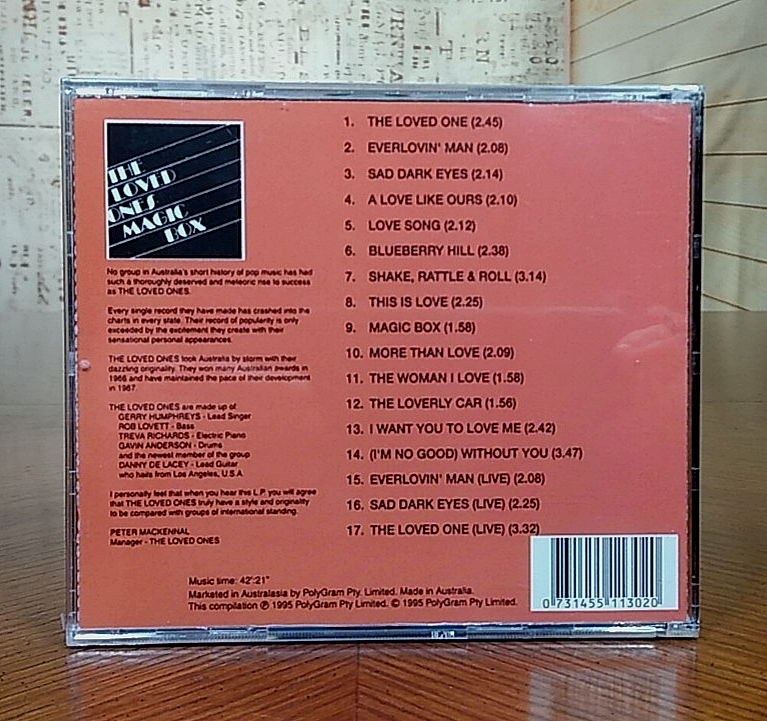 THE
LOVED
ONES
MAGIC
BOX
No group in Australia's short history of pop music has had
such a thoroughly deserved and meteoric rise to success
as THE LOVED ONES.
Every single record they have made has crashed into the
charts in every state. Their record of popularity is only
exceeded by the excitement they create with their
sensational personal appearances.
THE LOVED ONES took Australia by storm with their
dazzling originality. They won many Australian awards in
1966 and have maintained the pace of their development
in 1967.
THE LOVED ONES are made up of
GERRY HUMPHREYS - Lead Singer
ROB LOVETT - Bass
TREVA RICHARDS - Electric Piano
GAVIN ANDERSON - Drums
and the newest member of the group
DANNY DE LACEY - Lead Guitar
who hails from Los Angeles, U.S.A.
I personally feel that when you hear this L.P. you will agree
that THE LOVED ONES truly have a style and originality
to be compared with groups of international standing.
PETER MACKENNAL
Manager - THE LOVED ONES
1. THE LOVED ONE (2.45)
2. EVERLOVIN' MAN (2.08)
3. SAD DARK EYES (2.14)
4. A LOVE LIKE OURS (2.10)
5. LOVE SONG (2.12)
6. BLUEBERRY HILL (2.38)
7. SHAKE, RATTLE & ROLL (3.14)
8. THIS IS LOVE (2.25)
9. MAGIC BOX (1.58)
10. MORE THAN LOVE (2.09)
11. THE WOMAN I LOVE (1.58)
12. THE LOVERLY CAR (1.56)
13. I WANT YOU TO LOVE ME (2.42)
14. (I'M NO GOOD) WITHOUT YOU (3.47)
15. EVERLOVIN' MAN (LIVE) (2.08)
16. SAD DARK EYES (LIVE) (2.25)
17. THE LOVED ONE (LIVE) (3.32)
Music time: 42'21"
Marketed in Australasia by PolyGram Pty. Limited. Made in Australia.
This compilation ℗ 1995 PolyGram Pty Limited. © 1995 PolyGram Pty Limited.
0 731455 113020